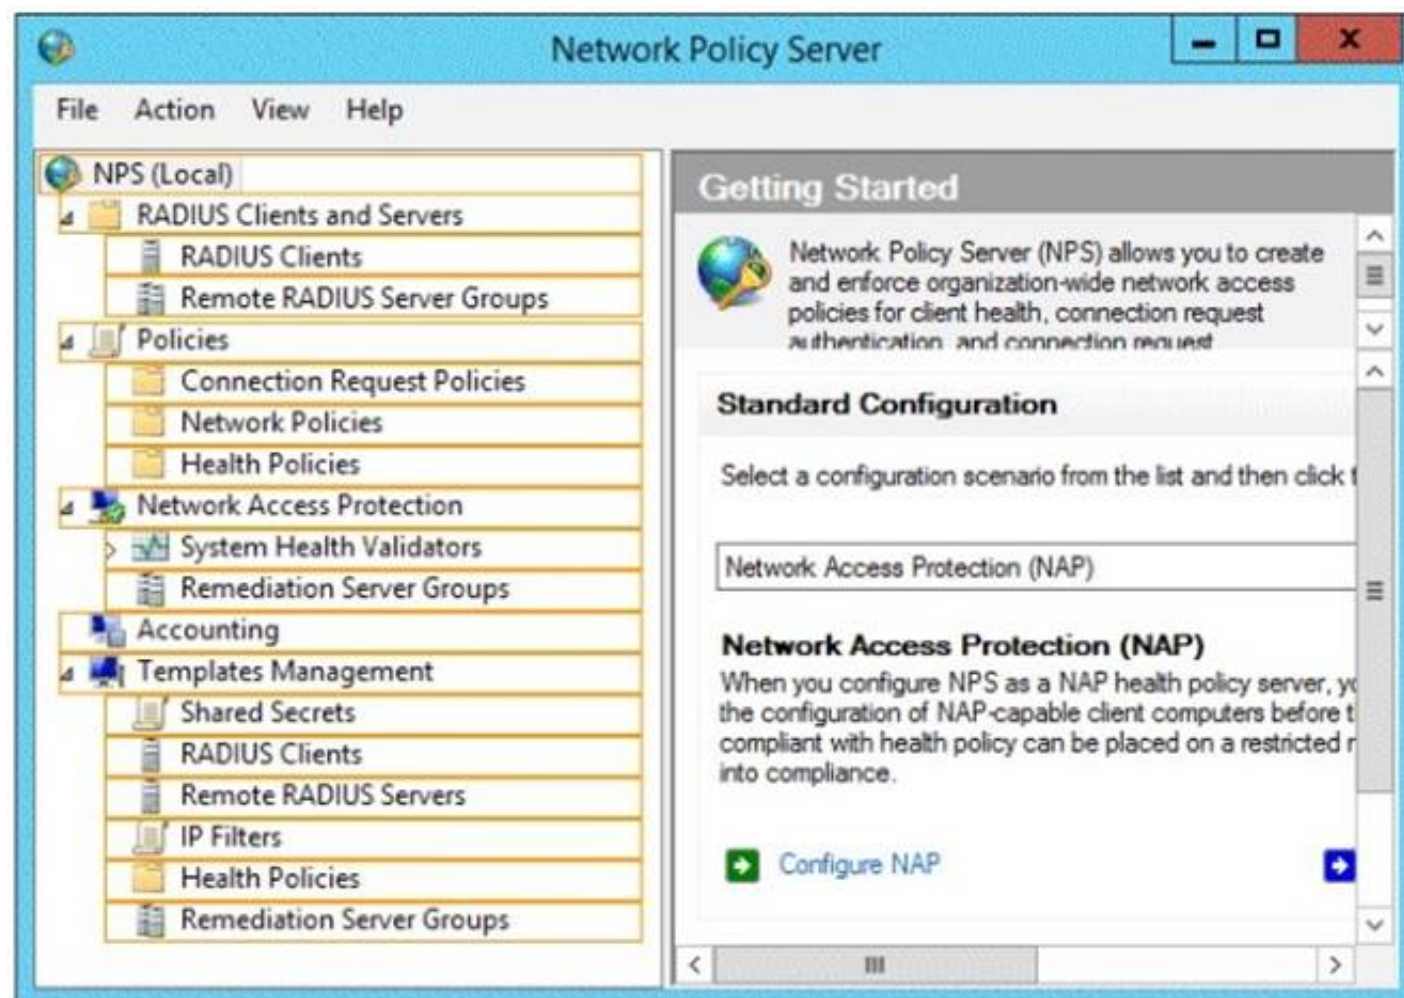 Network Policy Server
File Action View Help
NPS (Local)
RADIUS Clients and Servers
RADIUS Clients
Remote RADIUS Server Groups
Policies
Connection Request Policies
Network Policies
Health Policies
Network Access Protection
System Health Validators
Remediation Server Groups
Accounting
Templates Management
Shared Secrets
RADIUS Clients
Remote RADIUS Servers
IP Filters
Health Policies
Remediation Server Groups
Getting Started
Network Policy Server (NPS) allows you to create
and enforce organization-wide network access
policies for client health, connection request
authentication, and connection request
Standard Configuration
Select a configuration scenario from the list and then click
Network Access Protection (NAP)
Network Access Protection (NAP)
When you configure NPS as a NAP health policy server,
the configuration of NAP-capable client computers before
compliant with health policy can be placed on a restricted
into compliance.
Configure NAP